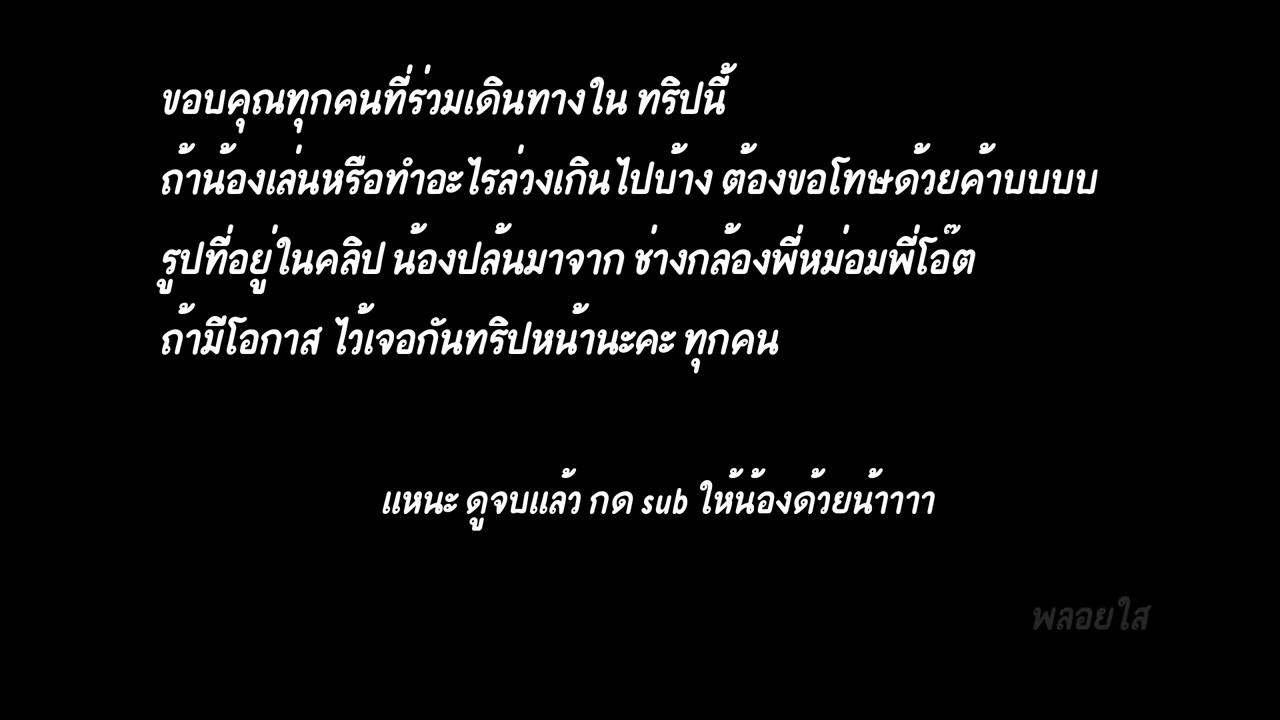 ขอบคุณทุกคนที่ร่วมเดินทางใน ทริปนี้
ถ้าน้องเล่นหรือทำอะไรล่วงเกินไปบ้าง ต้องขอโทษด้วยค้าบบบบ
รูปที่อยู่ในคลิป น้องปล้นมาจาก ช่างกล้องพี่หม่อมพี่โอ๊ต
ถ้ามีโอกาส ไว้เจอกันทริปหน้านะคะ ทุกคน
แหนะ ดูจบแล้ว กด sub ให้น้องด้วยน้าาาา
พลอยใส